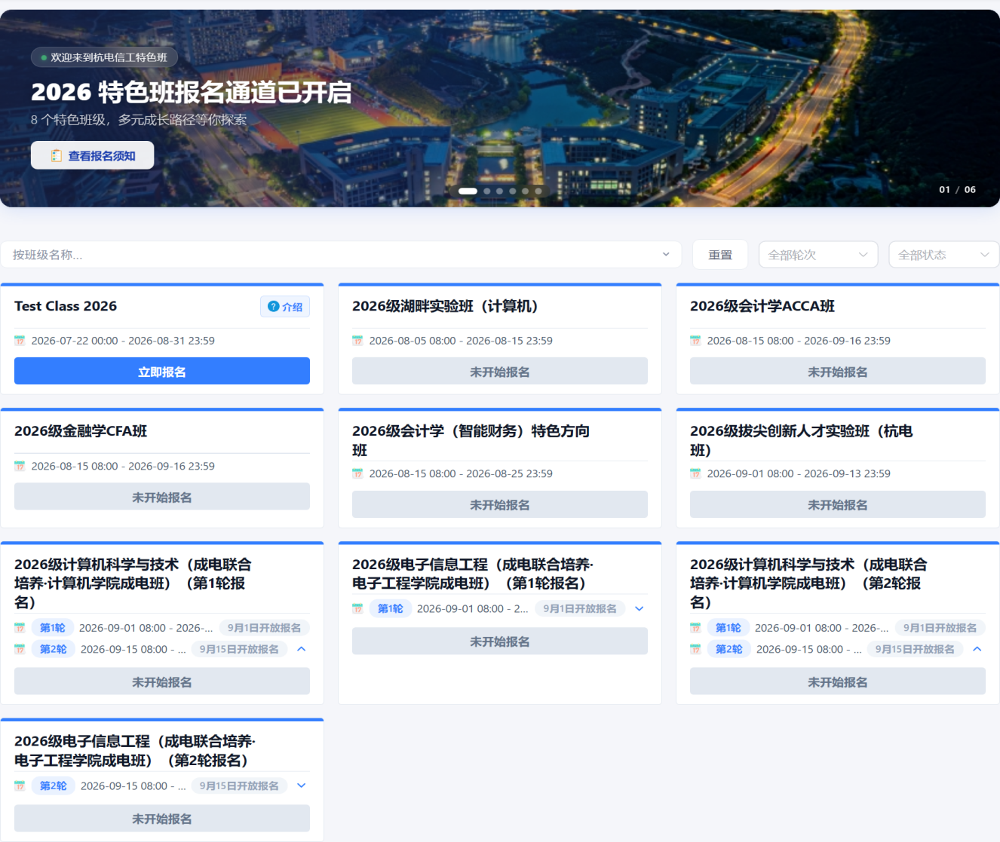 欢迎来到杭电信工特色班
2026 特色班报名通道已开启
8 个特色班级，多元成长路径等你探索
查看报名须知
01 / 06
按班级名称...
重置
全部轮次
全部状态
Test Class 2026
? 介绍
2026-07-22 00:00 - 2026-08-31 23:59
立即报名
2026级湖畔实验班（计算机）
2026-08-05 08:00 - 2026-08-15 23:59
未开始报名
2026级会计学ACCA班
2026-08-15 08:00 - 2026-09-16 23:59
未开始报名
2026级金融学CFA班
2026-08-15 08:00 - 2026-09-16 23:59
未开始报名
2026级会计学（智能财务）特色方向
班
2026-08-15 08:00 - 2026-08-25 23:59
未开始报名
2026级拔尖创新人才实验班（杭电
班）
2026-09-01 08:00 - 2026-09-13 23:59
未开始报名
2026级计算机科学与技术（成电联合
培养·计算机学院成电班）（第1轮报
名）
第1轮 2026-09-01 08:00 - 2026-... 9月1日开放报名
第2轮 2026-09-15 08:00 - ... 9月15日开放报名
未开始报名
2026级电子信息工程（成电联合培养·
电子工程学院成电班）（第1轮报名）
第1轮 2026-09-01 08:00 - 2... 9月1日开放报名
未开始报名
2026级计算机科学与技术（成电联合
培养·计算机学院成电班）（第2轮报
名）
第1轮 2026-09-01 08:00 - 2026-... 9月1日开放报名
第2轮 2026-09-15 08:00 - ... 9月15日开放报名
未开始报名
2026级电子信息工程（成电联合培养·
电子工程学院成电班）（第2轮报名）
第2轮 2026-09-15 08:00 - ... 9月15日开放报名
未开始报名